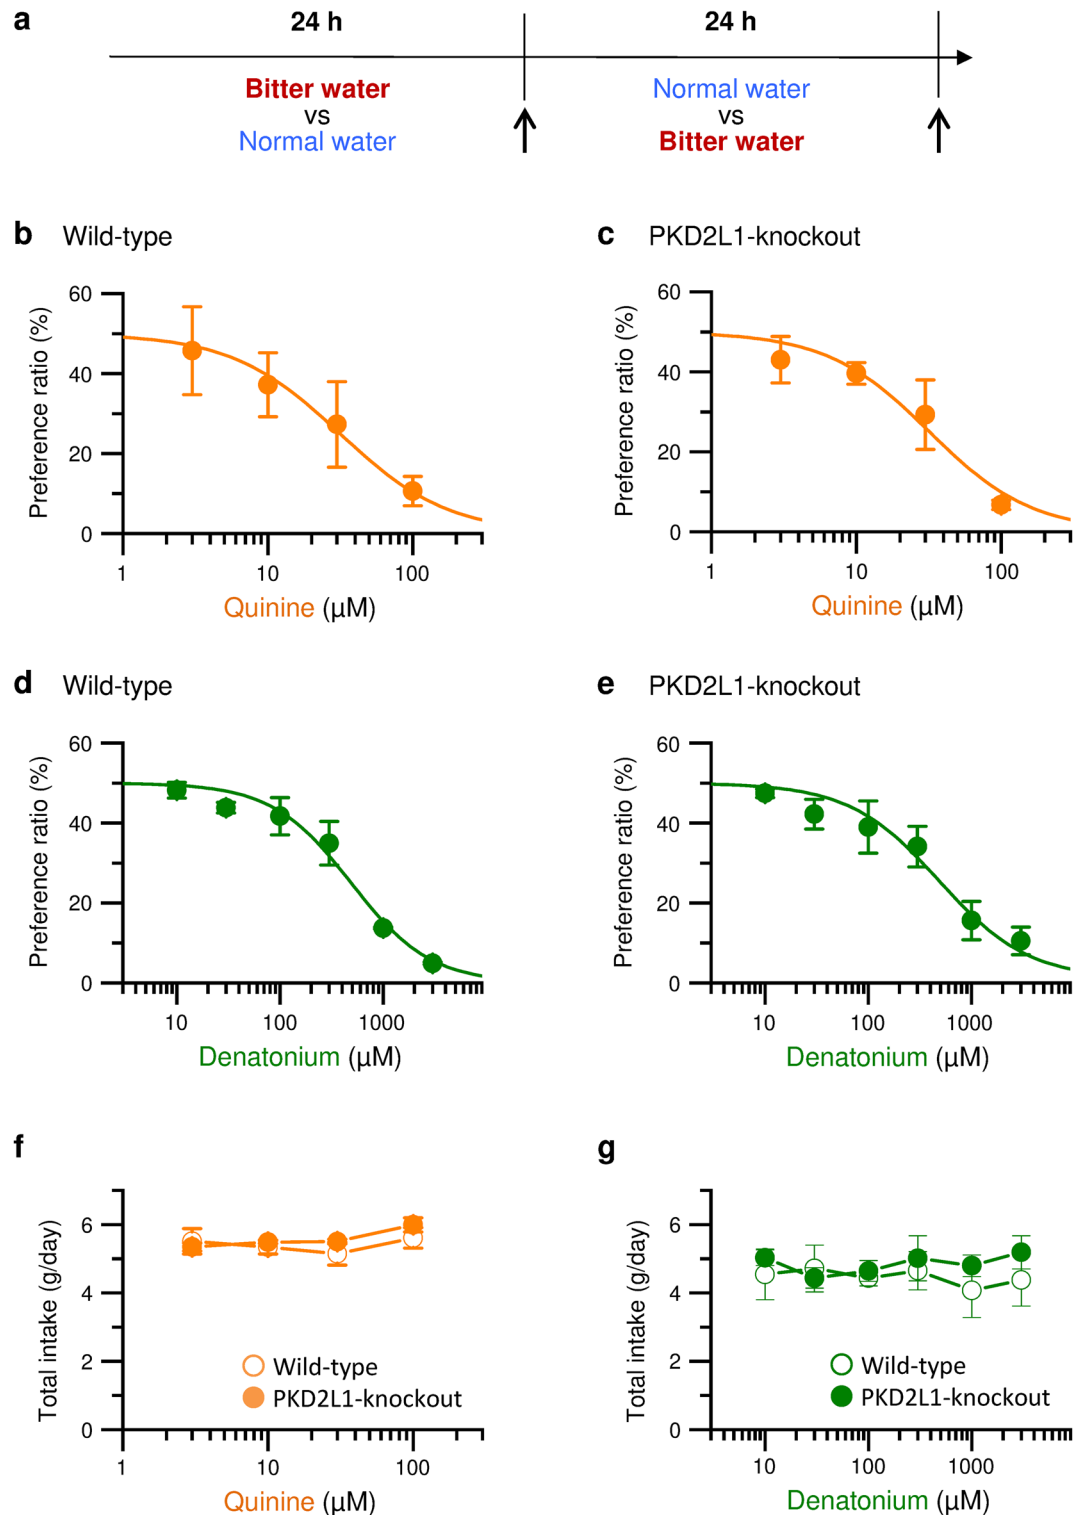 a
24 h
24 h
Bitter water
vs
Normal water
Normal water
vs
Bitter water
b Wild-type
60
40
20
0
Preference ratio (%)
1 10 100
Quinine (µM)
c PKD2L1-knockout
60
40
20
0
Preference ratio (%)
1 10 100
Quinine (µM)
d Wild-type
60
40
20
0
Preference ratio (%)
10 100 1000
Denatonium (µM)
e PKD2L1-knockout
60
40
20
0
Preference ratio (%)
10 100 1000
Denatonium (µM)
f
6
4
2
0
Total intake (g/day)
Wild-type
PKD2L1-knockout
1 10 100
Quinine (µM)
g
6
4
2
0
Total intake (g/day)
Wild-type
PKD2L1-knockout
10 100 1000
Denatonium (µM)